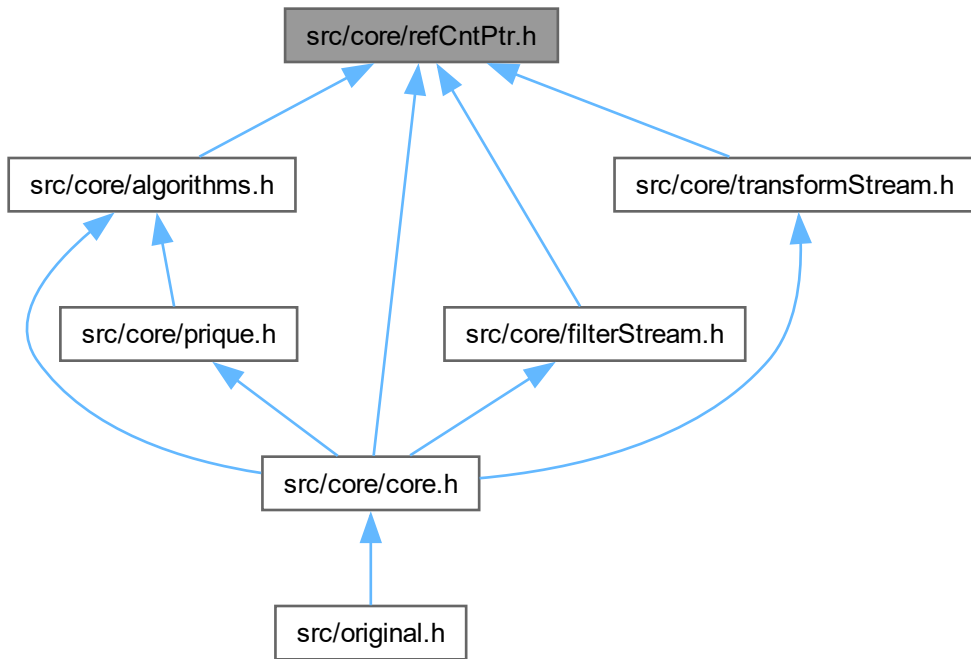 src/core/refCntPtr.h
src/core/algorithms.h
src/core/transformStream.h
src/core/prique.h
src/core/filterStream.h
src/core/core.h
src/original.h